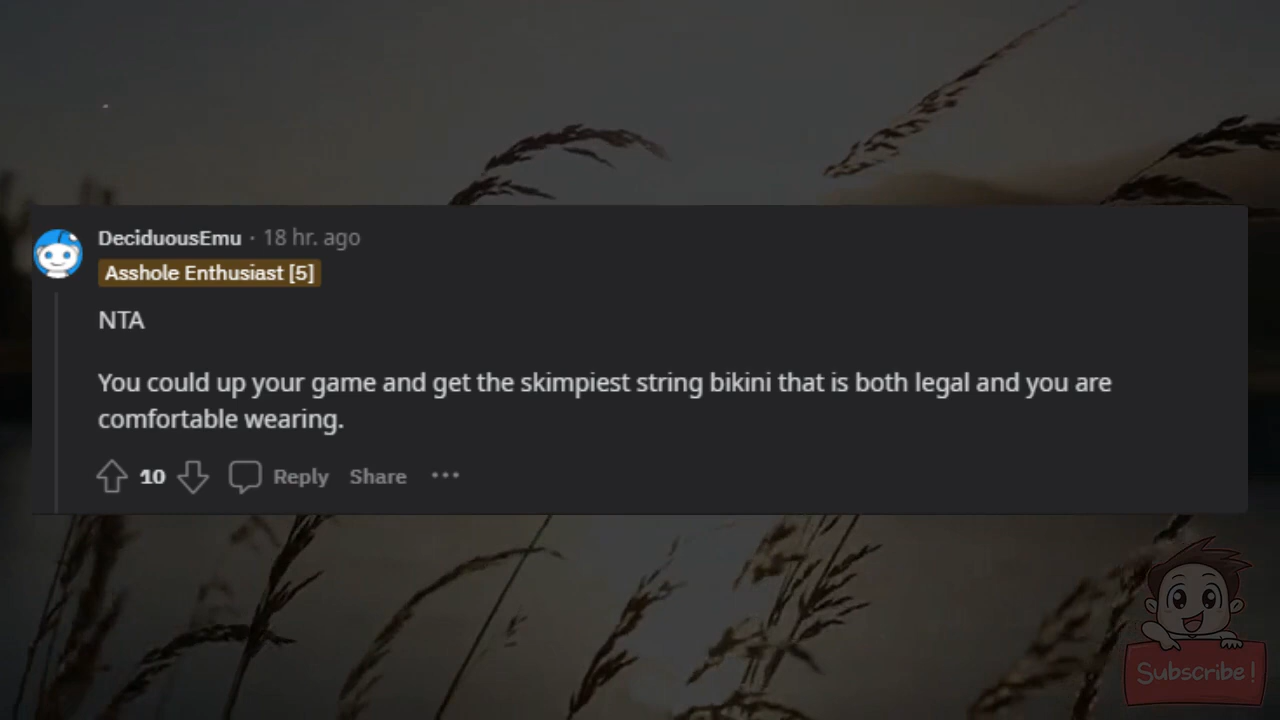 DeciduousEmu · 18 hr. ago
Asshole Enthusiast [5]
NTA
You could up your game and get the skimpiest string bikini that is both legal and you are
comfortable wearing.
10 Reply Share ···
Subscribe!